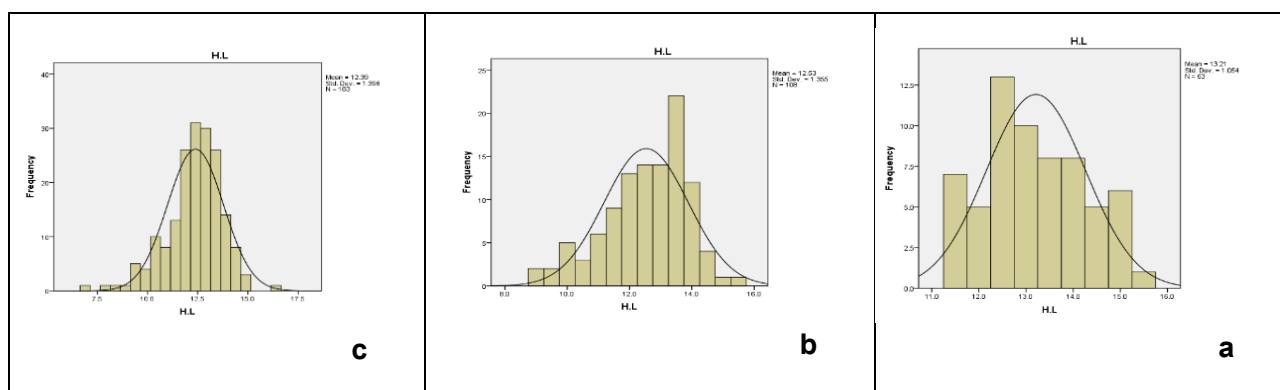 H.L
Mean = 12.39
Std. Dev. = 1.398
N = 183
Frequency
40
30
20
10
0
7.5 10.0 12.5 15.0 17.5
H.L
c
H.L
Mean = 12.53
Std. Dev. = 1.355
N = 108
Frequency
25
20
15
10
5
0
8.0 10.0 12.0 14.0 16.0
H.L
b
H.L
Mean = 13.21
Std. Dev. = 1.054
N = 63
Frequency
12.5
10.0
7.5
5.0
2.5
0.0
11.0 12.0 13.0 14.0 15.0 16.0
H.L
a